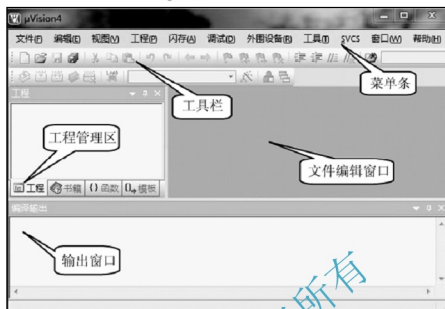 μVision4
文件(F) 编辑(E) 视图(V) 工程(P) 闪存(A) 调试(D) 外围设备(R) 工具(T) SVCS 窗口(W) 帮助(H)
菜单条
工具栏
工程
工程管理区
文件编辑窗口
工程 书籍 {} 函数 0→ 模板
编译输出
输出窗口
所有